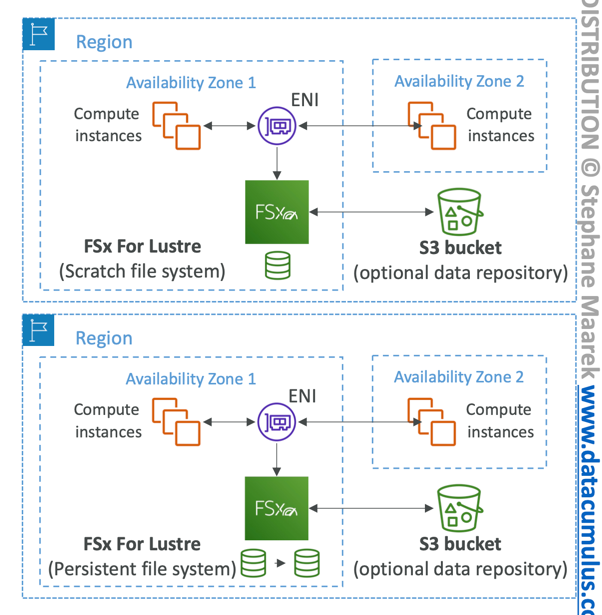 Region
Availability Zone 1
Availability Zone 2
Compute
instances
ENI
Compute
instances
FSx
FSx For Lustre
(Scratch file system)
S3 bucket
(optional data repository)
Region
Availability Zone 1
Availability Zone 2
Compute
instances
ENI
Compute
instances
FSx
FSx For Lustre
(Persistent file system)
S3 bucket
(optional data repository)
DISTRIBUTION © Stephane Maarek www.datacumulus.co